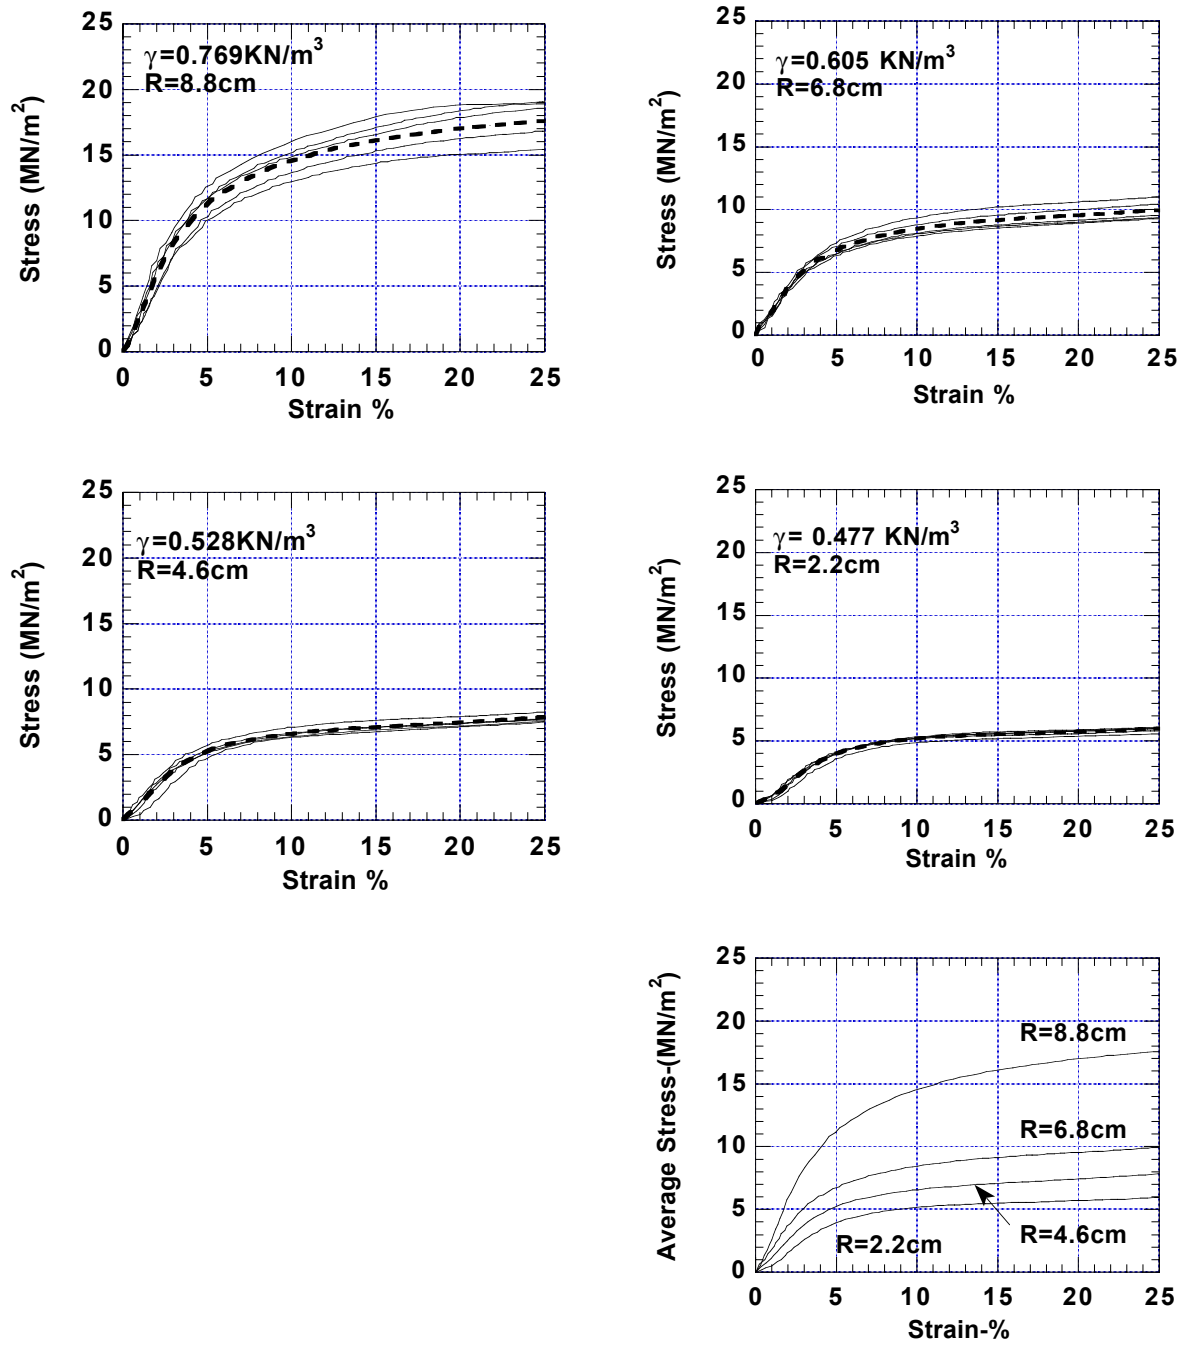 25
20
15
10
5
0
Stress (MN/m²)
γ=0.769KN/m³
R=8.8cm
0 5 10 15 20 25
Strain %
25
20
15
10
5
0
Stress (MN/m²)
γ=0.605 KN/m³
R=6.8cm
0 5 10 15 20 25
Strain %
25
20
15
10
5
0
Stress (MN/m²)
γ=0.528KN/m³
R=4.6cm
0 5 10 15 20 25
Strain %
25
20
15
10
5
0
Stress (MN/m²)
γ= 0.477 KN/m³
R=2.2cm
0 5 10 15 20 25
Strain %
25
20
15
10
5
0
Average Stress-(MN/m²)
R=8.8cm
R=6.8cm
R=4.6cm
R=2.2cm
0 5 10 15 20 25
Strain-%